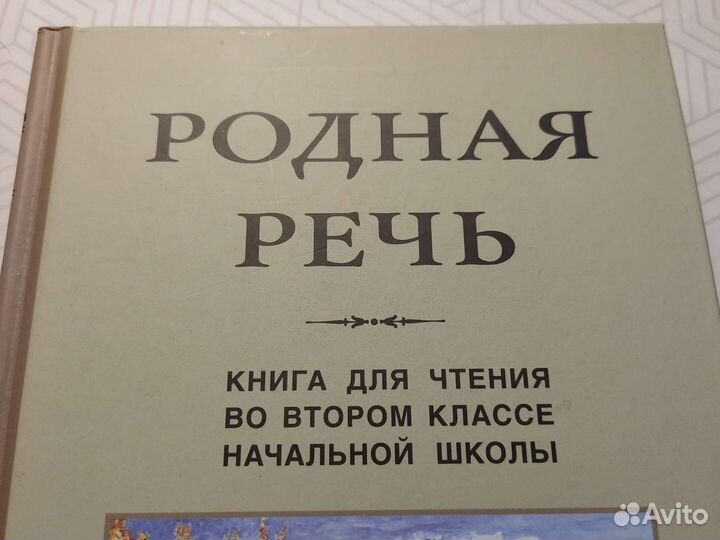 РОДНАЯ
РЕЧЬ
КНИГА ДЛЯ ЧТЕНИЯ
ВО ВТОРОМ КЛАССЕ
НАЧАЛЬНОЙ ШКОЛЫ
Avito